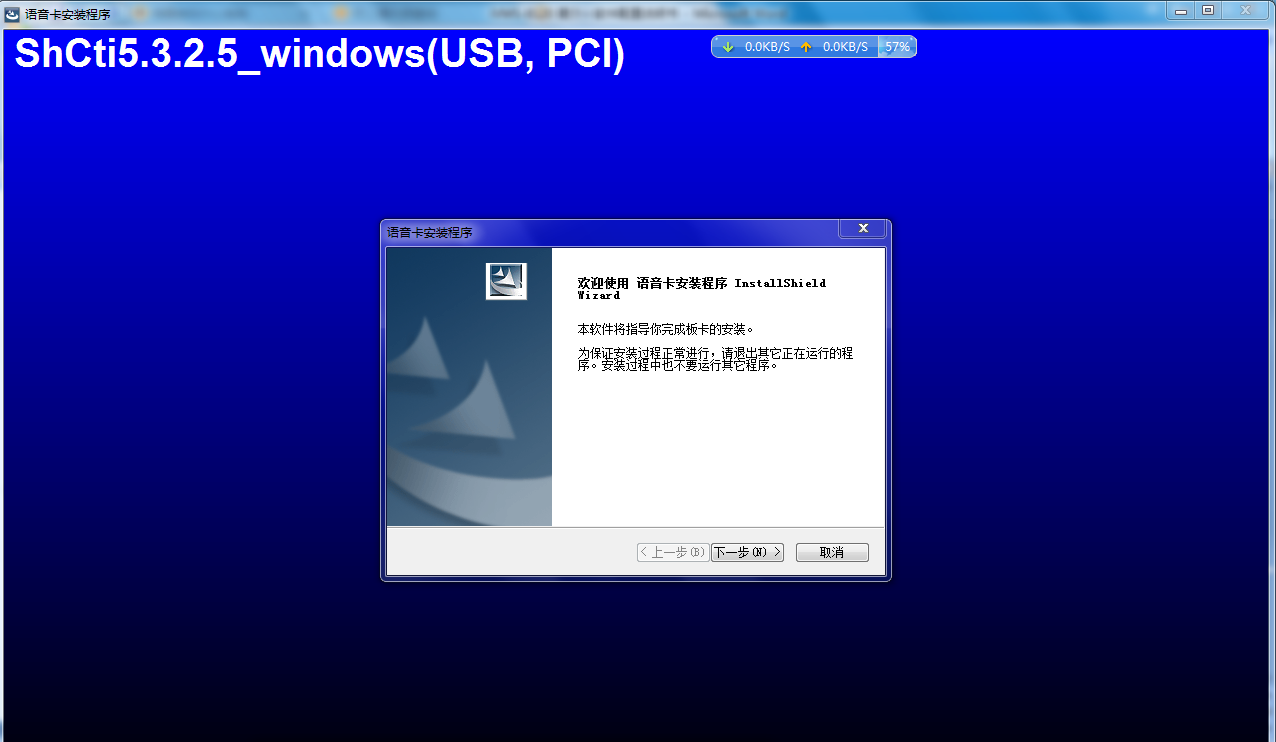 语音卡安装程序
ShCti5.3.2.5_windows(USB, PCI)
0.0KB/S 0.0KB/S 57%
语音卡安装程序
欢迎使用 语音卡安装程序 InstallShield
Wizard
本软件将指导你完成板卡的安装。
为保证安装过程正常进行，请退出其它正在运行的程
序。安装过程中也不要运行其它程序。
< 上一步(B) 下一步(N) > 取消